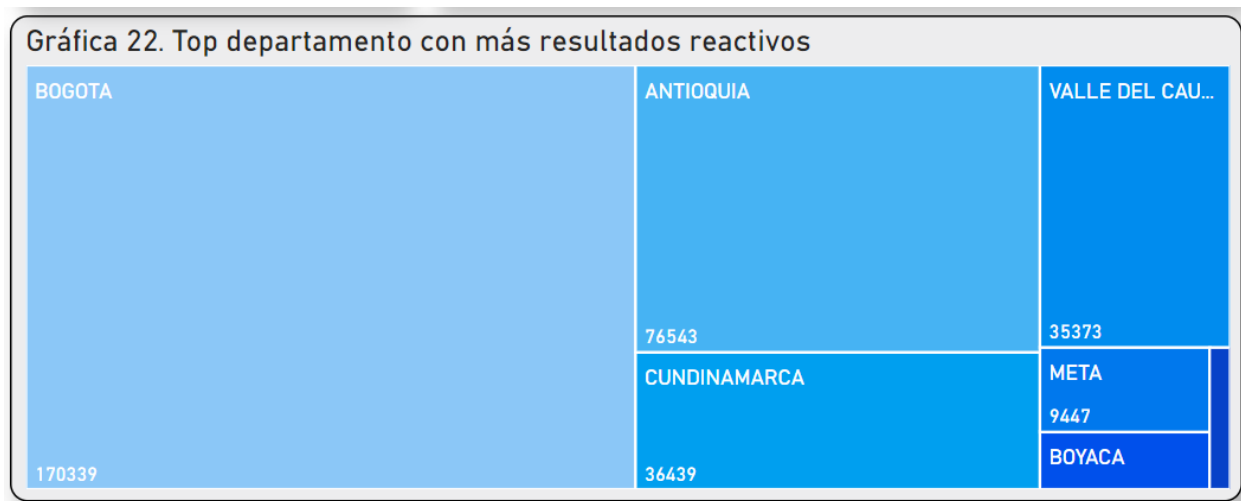 Gráfica 22. Top departamento con más resultados reactivos
BOGOTA
170339
ANTIOQUIA
76543
CUNDINAMARCA
36439
VALLE DEL CAU...
35373
META
9447
BOYACA